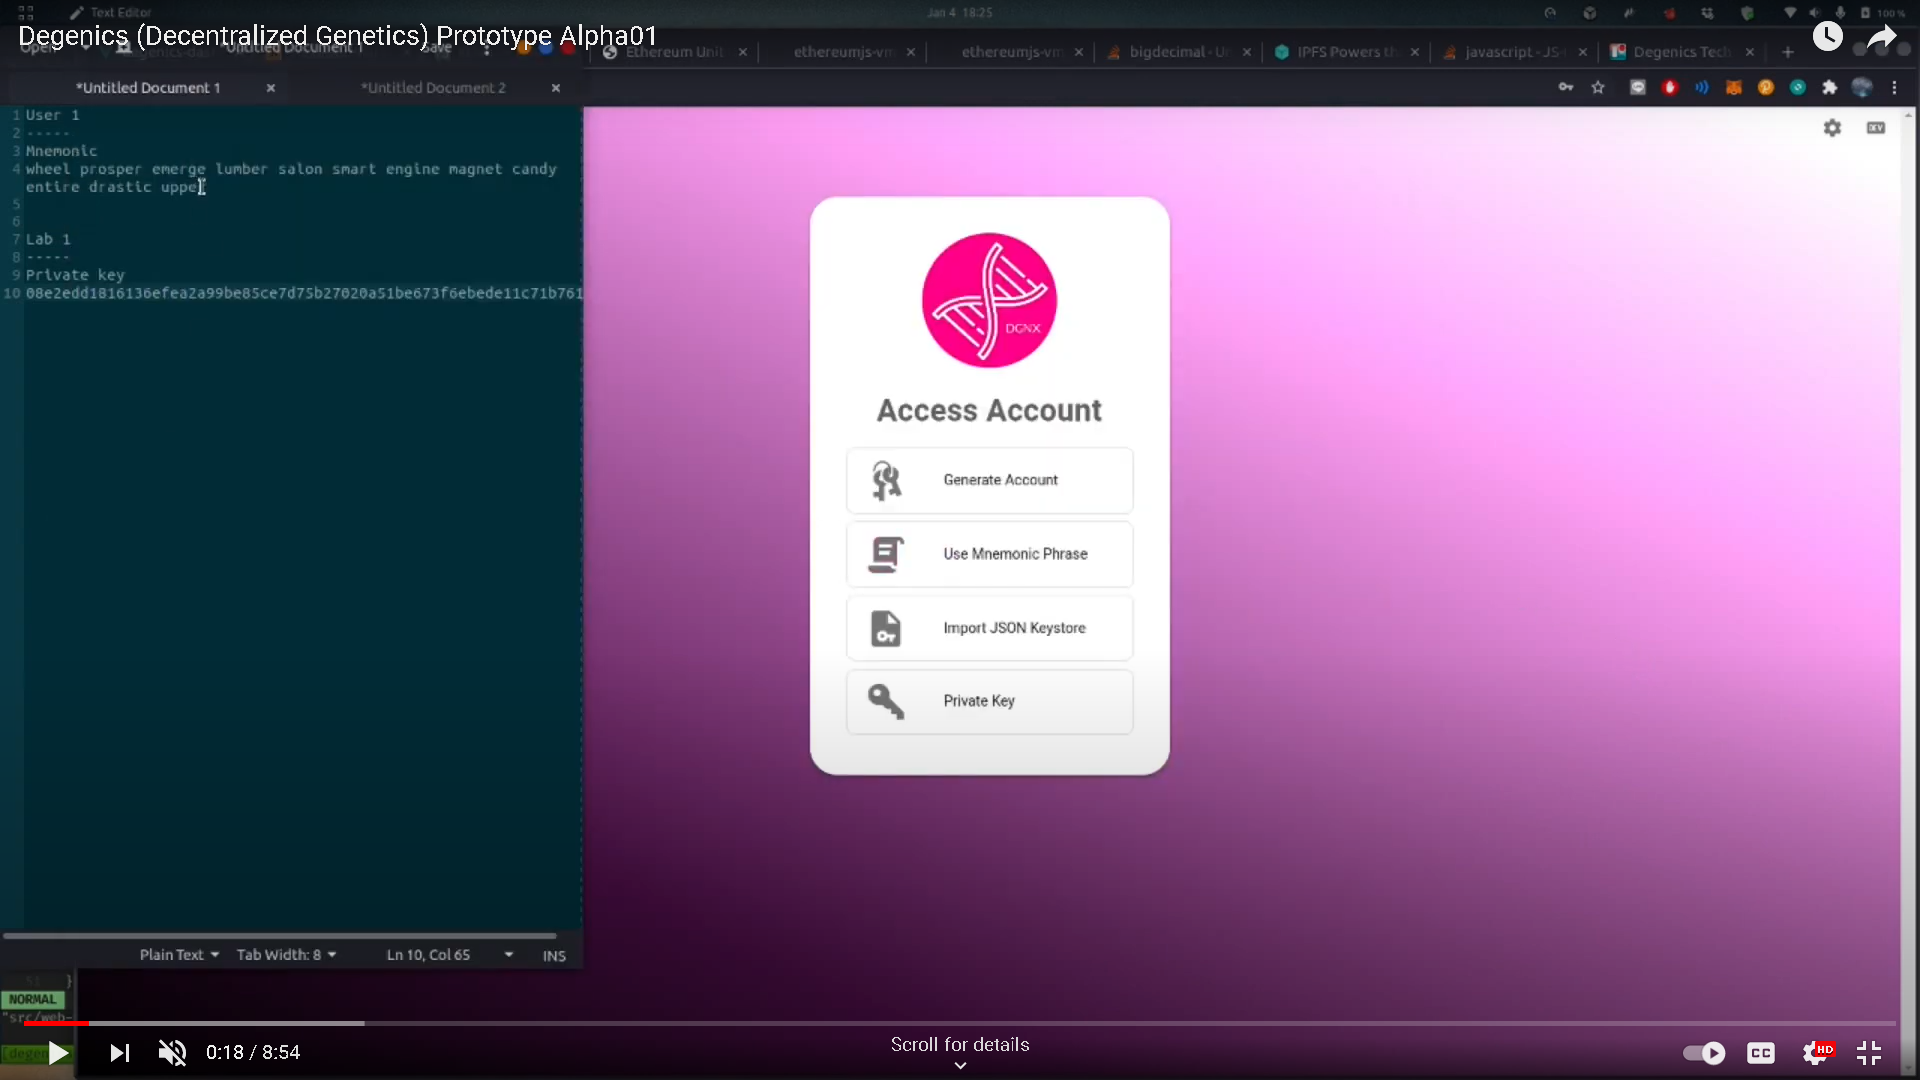 Text Editor
Jan 4 18:25
100 %
Degenics (Decentralized Genetics) Prototype Alpha01
Open
*Untitled Document 1
Save
Ethereum Unit
ethereumjs-vm
ethereumjs-vm
bigdecimal - U
IPFS Powers th
javascript - JS
Degenics Tech
*Untitled Document 1
*Untitled Document 2
DEV
1 User 1
2 -----
3 Mnemonic
4 wheel prosper emerge lumber salon smart engine magnet candy
entire drastic uppe
5
6
7 Lab 1
8 -----
9 Private key
10 08e2edd1816136efea2a99be85ce7d75b27020a51be673f6ebede11c71b761
DGNX
Access Account
Generate Account
Use Mnemonic Phrase
Import JSON Keystore
Private Key
Plain Text
Tab Width: 8
Ln 10, Col 65
INS
51 }
NORMAL
"src/web-
0:18 / 8:54
Scroll for details
CC
HD